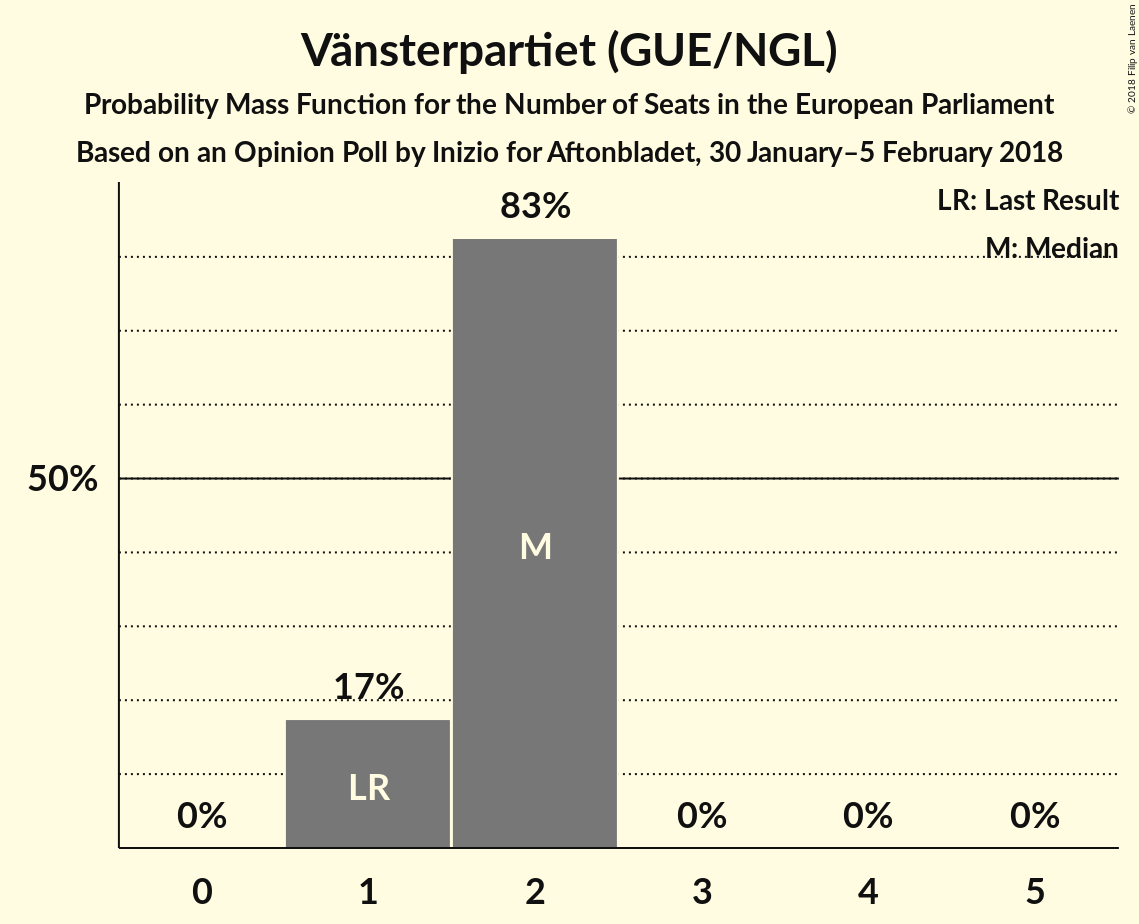 Vänsterpartiet (GUE/NGL)
Probability Mass Function for the Number of Seats in the European Parliament
Based on an Opinion Poll by Inizio for Aftonbladet, 30 January–5 February 2018
© 2018 Filip van Laenen
LR: Last Result
M: Median
83%
50%
M
17%
LR
0%
0%
0%
0%
0 1 2 3 4 5